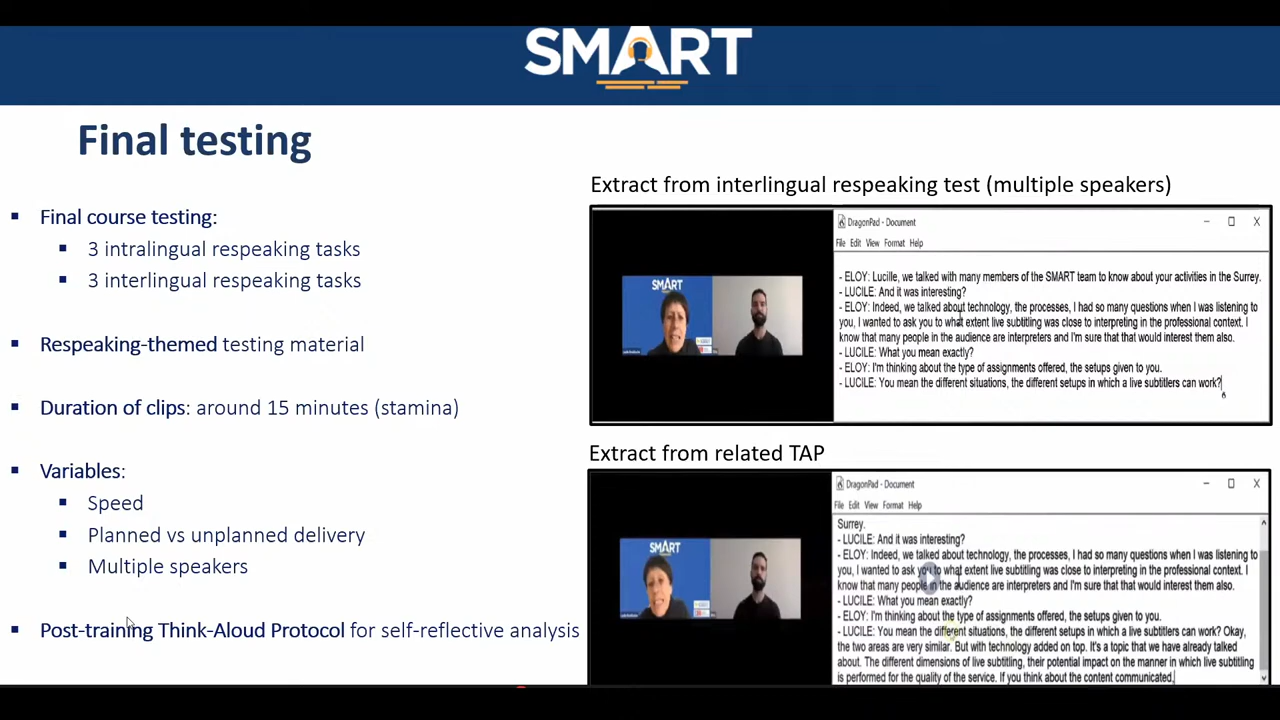 SMART
Final testing
▪ Final course testing:
▪ 3 intralingual respeaking tasks
▪ 3 interlingual respeaking tasks
▪ Respeaking-themed testing material
▪ Duration of clips: around 15 minutes (stamina)
▪ Variables:
▪ Speed
▪ Planned vs unplanned delivery
▪ Multiple speakers
▪ Post-training Think-Aloud Protocol for self-reflective analysis
Extract from interlingual respeaking test (multiple speakers)
SMART
DragonPad - Document
File Edit View Format Help
- ELOY: Lucille, we talked with many members of the SMART team to know about your activities in the Surrey.
- LUCILE: And it was interesting?
- ELOY: Indeed, we talked about technology, the processes, I had so many questions when I was listening to
you, I wanted to ask you to what extent live subtitling was close to interpreting in the professional context. I
know that many people in the audience are interpreters and I'm sure that that would interest them also.
- LUCILE: What you mean exactly?
- ELOY: I'm thinking about the type of assignments offered, the setups given to you.
- LUCILE: You mean the different situations, the different setups in which a live subtitlers can work?
Extract from related TAP
SMART
DragonPad - Document
File Edit View Format Help
Surrey.
- LUCILE: And it was interesting?
- ELOY: Indeed, we talked about technology, the processes, I had so many questions when I was listening to
you, I wanted to ask you to what extent live subtitling was close to interpreting in the professional context. I
know that many people in the audience are interpreters and I'm sure that that would interest them also.
- LUCILE: What you mean exactly?
- ELOY: I'm thinking about the type of assignments offered, the setups given to you.
- LUCILE: You mean the different situations, the different setups in which a live subtitlers can work? Okay,
the two areas are very similar. But with technology added on top. It's a topic that we have already talked
about. The different dimensions of live subtitling, their potential impact on the manner in which live subtitling
is performed for the quality of the service. If you think about the content communicated,